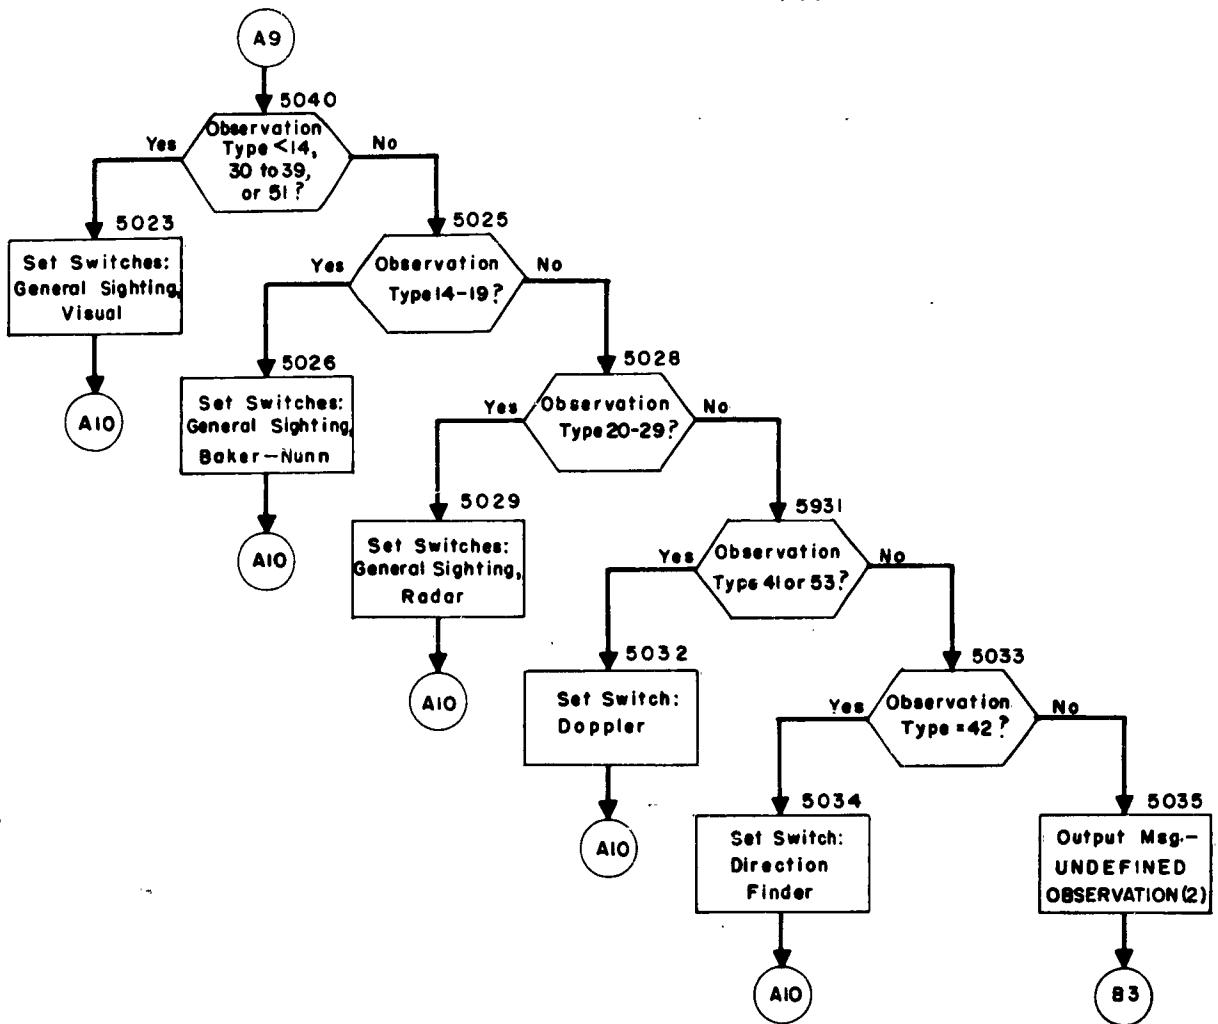 A9
5040
Observation
Type <14,
30 to 39,
or 51?
Yes
No
5023
Set Switches:
General Sighting,
Visual
A10
5025
Observation
Type 14-19?
Yes
No
5026
Set Switches:
General Sighting,
Baker-Nunn
A10
5028
Observation
Type 20-29?
Yes
No
5029
Set Switches:
General Sighting,
Radar
A10
5931
Observation
Type 41 or 53?
Yes
No
5032
Set Switch:
Doppler
A10
5033
Observation
Type = 42?
Yes
No
5034
Set Switch:
Direction
Finder
A10
5035
Output Msg.-
UNDEFINED
OBSERVATION(2)
B3